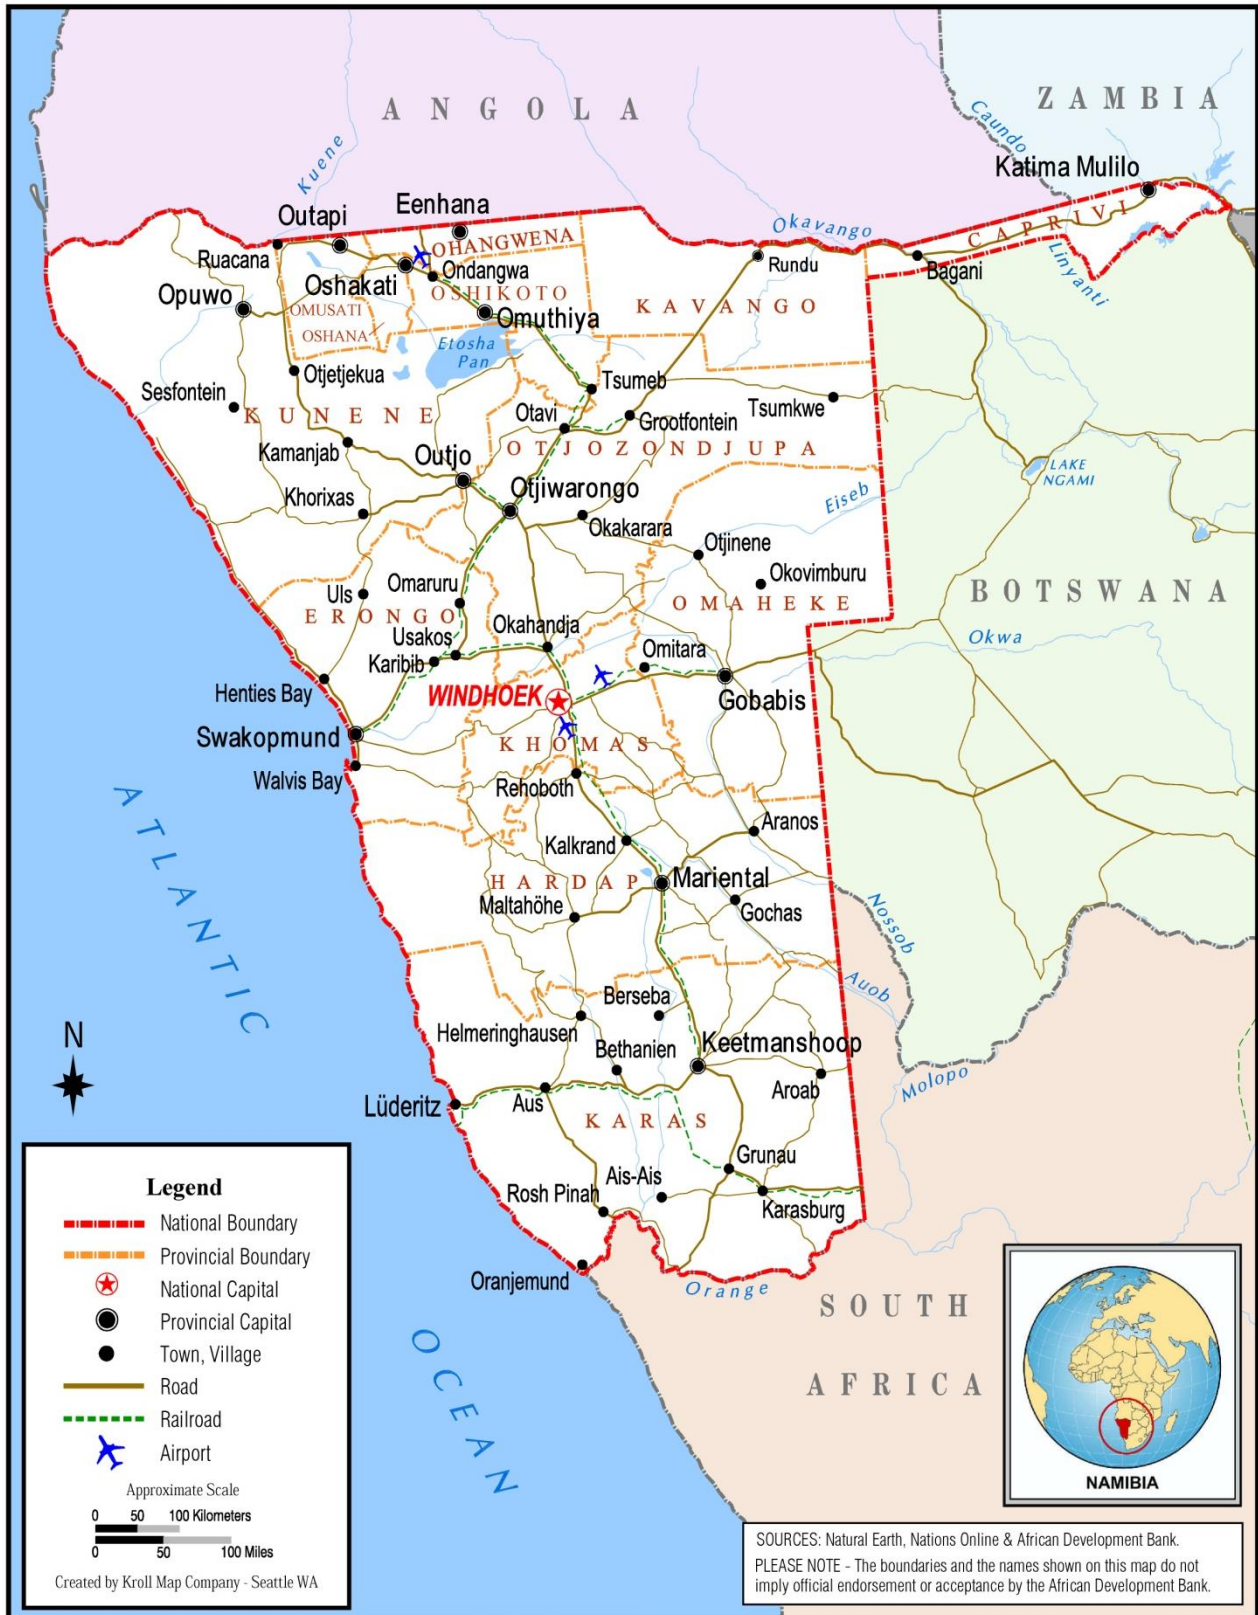 ANGOLA
ZAMBIA
Caundo
Katima Mulilo
Kuene
Eenhana
Outapi
Okavango
CAPRIVI
OHANGWENA
Ruacana
Ondangwa
Rundu
Bagani
Linyanti
Oshakati
OSHIKOTO
Opuwo
OMUSATI
Omuthiya
KAVANGO
OSHANA
Etosha
Pan
Otjetjekua
Tsumeb
Sesfontein
Tsumkwe
KUNENE
Otavi
Grootfontein
Kamanjab
Outjo
OTJOZONDJUPA
LAKE
NGAMI
Khorixas
Otjiwarongo
Eiseb
Okakarara
Otjinene
Okovimburu
BOTSWANA
Uls
Omaruru
OMAHEKE
ERONGO
Usakos
Okahandja
Okwa
Karibib
Omitara
Henties Bay
WINDHOEK
Gobabis
Swakopmund
KHOMAS
Walvis Bay
Rehoboth
Aranos
Kalkrand
HARDAP
Mariental
Maltahöhe
Gochas
Nossob
ATLANTIC
Auob
Berseba
N
Helmeringhausen
Keetmanshoop
Bethanien
Aroab
Molopo
Lüderitz
Aus
KARAS
Grunau
Ais-Ais
Rosh Pinah
Karasburg
Oranjemund
Orange
SOUTH
AFRICA
OCEAN
Legend
National Boundary
Provincial Boundary
National Capital
Provincial Capital
Town, Village
Road
Railroad
Airport
Approximate Scale
0 50 100 Kilometers
0 50 100 Miles
Created by Kroll Map Company - Seattle WA
NAMIBIA
SOURCES: Natural Earth, Nations Online & African Development Bank.
PLEASE NOTE - The boundaries and the names shown on this map do not
imply official endorsement or acceptance by the African Development Bank.